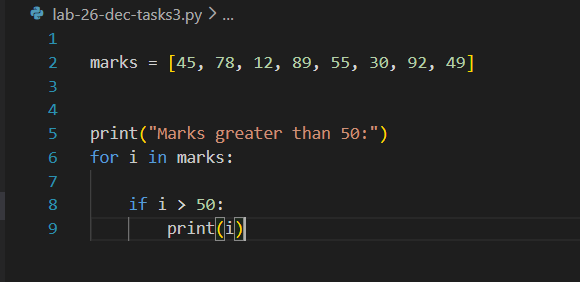 lab-26-dec-tasks3.py > ...
1
2 marks = [45, 78, 12, 89, 55, 30, 92, 49]
3
4
5 print("Marks greater than 50:")
6 for i in marks:
7
8     if i > 50:
9         print(i)